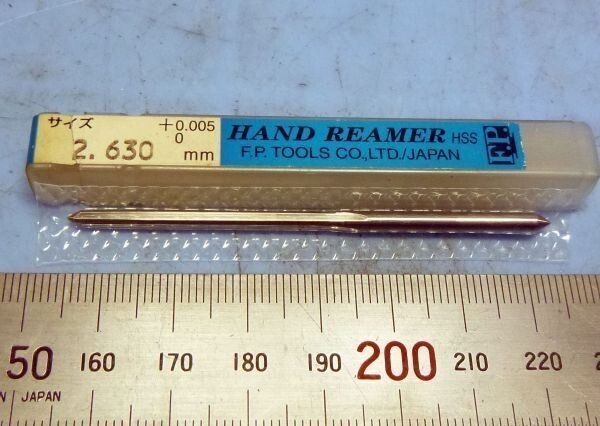 サイズ
+0.005
0
2.630 mm
HAND REAMER HSS
F.P. TOOLS CO.,LTD./JAPAN
F.P
50 160 170 180 190 200 210 220
N JAPAN